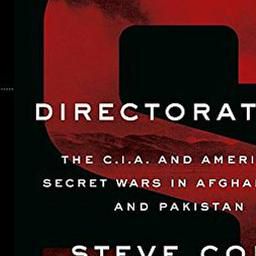 DIRECTORAT
THE C.I.A. AND AMERI
SECRET WARS IN AFGHA
AND PAKISTAN
STEVE CO